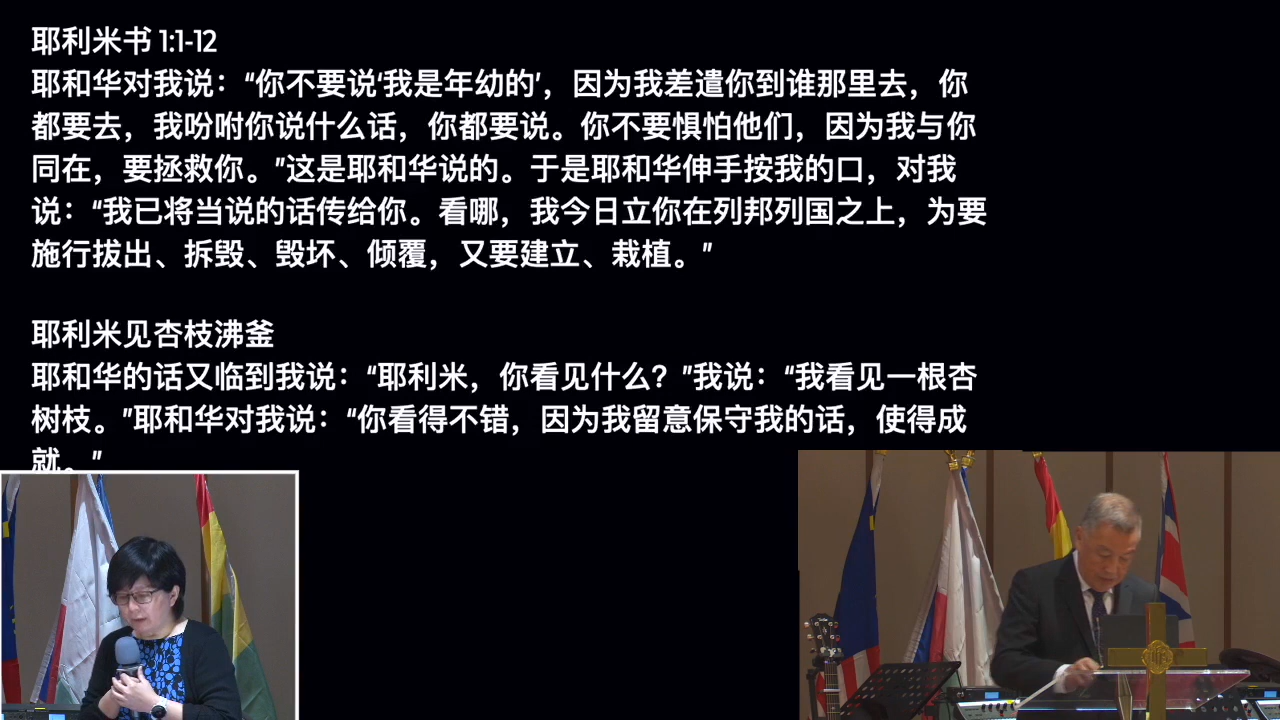 耶利米书 1:1-12
耶和华对我说：“你不要说‘我是年幼的’，因为我差遣你到谁那里去，你
都要去，我吩咐你说什么话，你都要说。你不要惧怕他们，因为我与你
同在，要拯救你。”这是耶和华说的。于是耶和华伸手按我的口，对我
说：“我已将当说的话传给你。看哪，我今日立你在列邦列国之上，为要
施行拔出、拆毁、毁坏、倾覆，又要建立、栽植。”
耶利米见杏枝沸釜
耶和华的话又临到我说：“耶利米，你看见什么？”我说：“我看见一根杏
树枝。”耶和华对我说：“你看得不错，因为我留意保守我的话，使得成
就。”